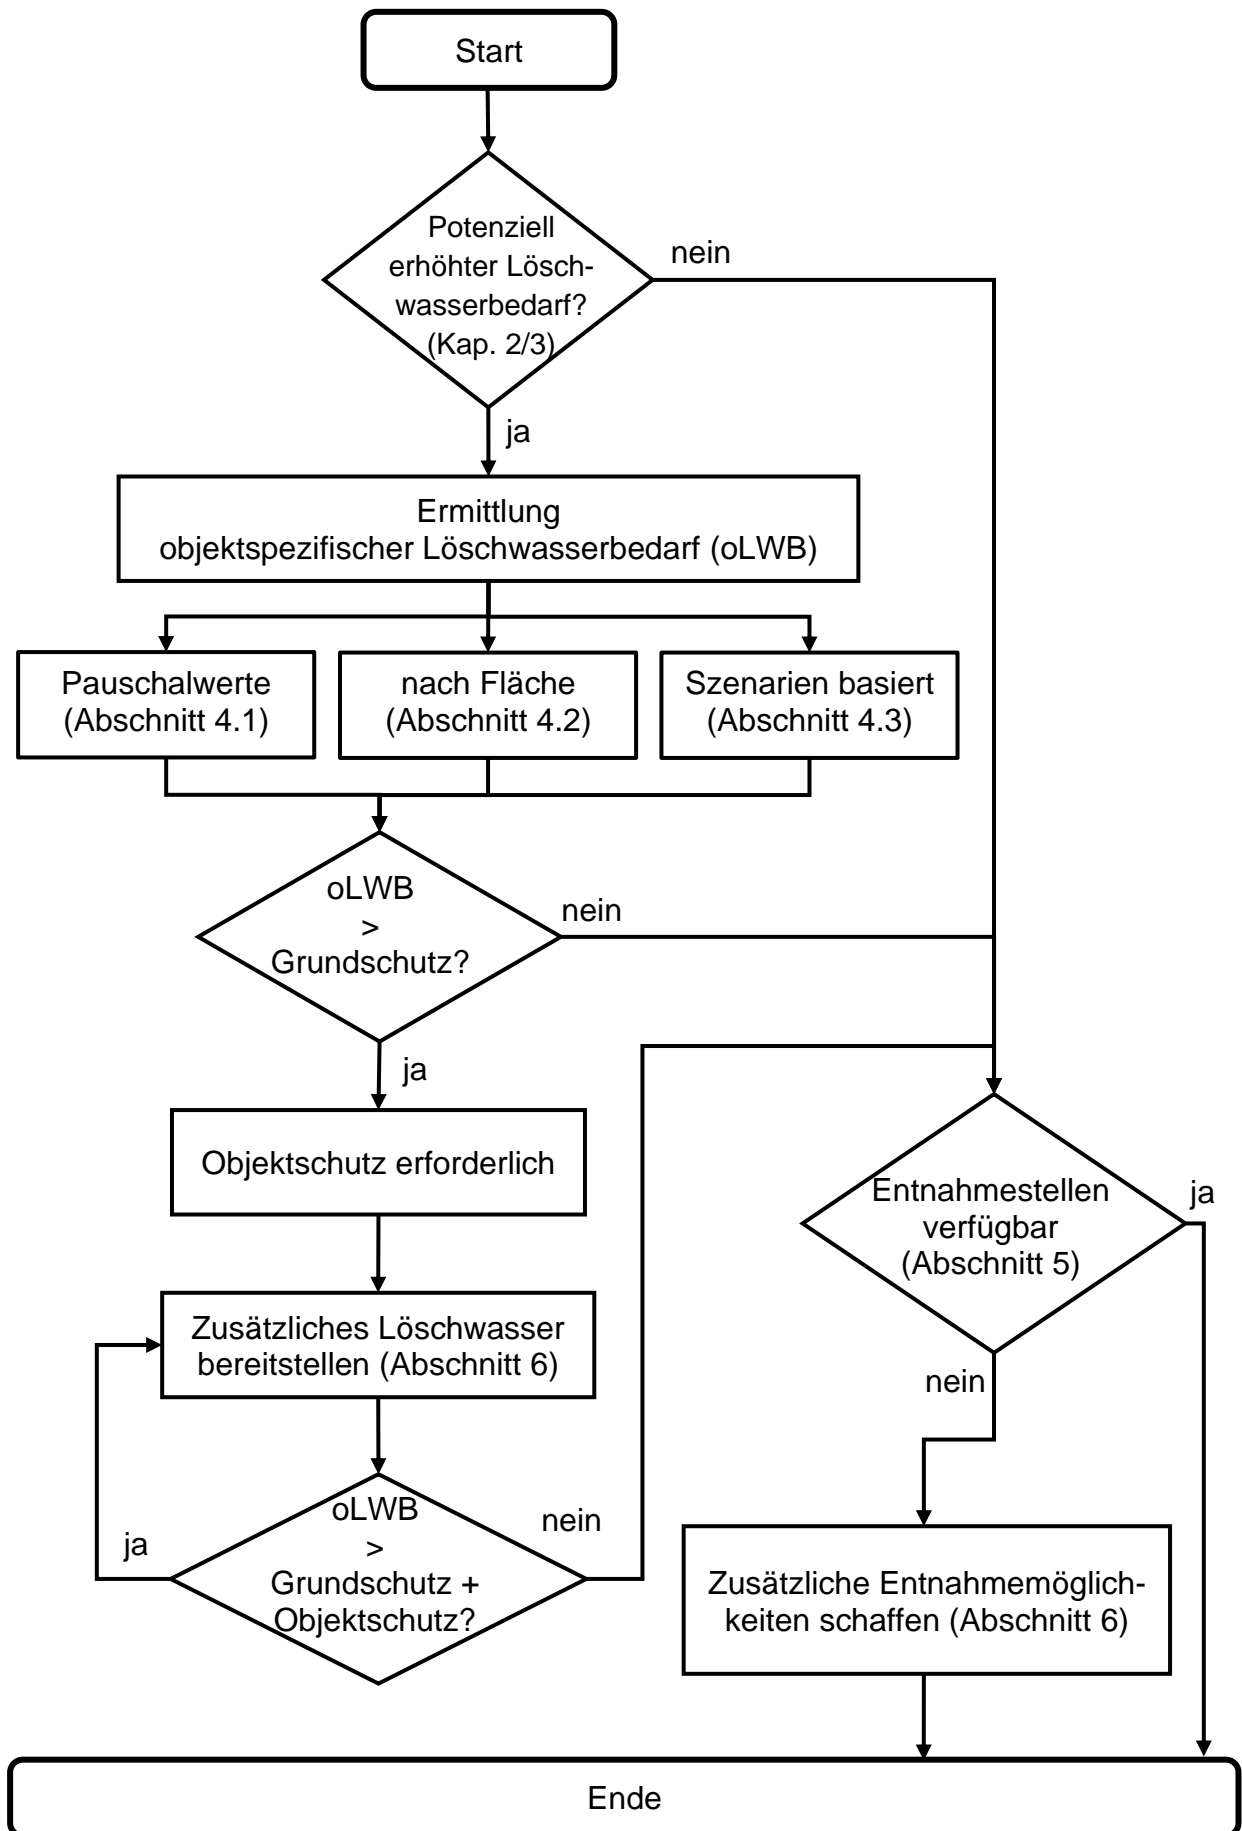 Start
Potenziell
erhöhter Lösch-
wasserbedarf?
(Kap. 2/3)
nein
ja
Ermittlung
objektspezifischer Löschwasserbedarf (oLWB)
Pauschalwerte
(Abschnitt 4.1)
nach Fläche
(Abschnitt 4.2)
Szenarien basiert
(Abschnitt 4.3)
oLWB
>
Grundschutz?
nein
ja
Objektschutz erforderlich
Entnahmestellen
verfügbar
(Abschnitt 5)
ja
nein
Zusätzliches Löschwasser
bereitstellen (Abschnitt 6)
oLWB
>
Grundschutz +
Objektschutz?
ja
nein
Zusätzliche Entnahmemöglich-
keiten schaffen (Abschnitt 6)
Ende